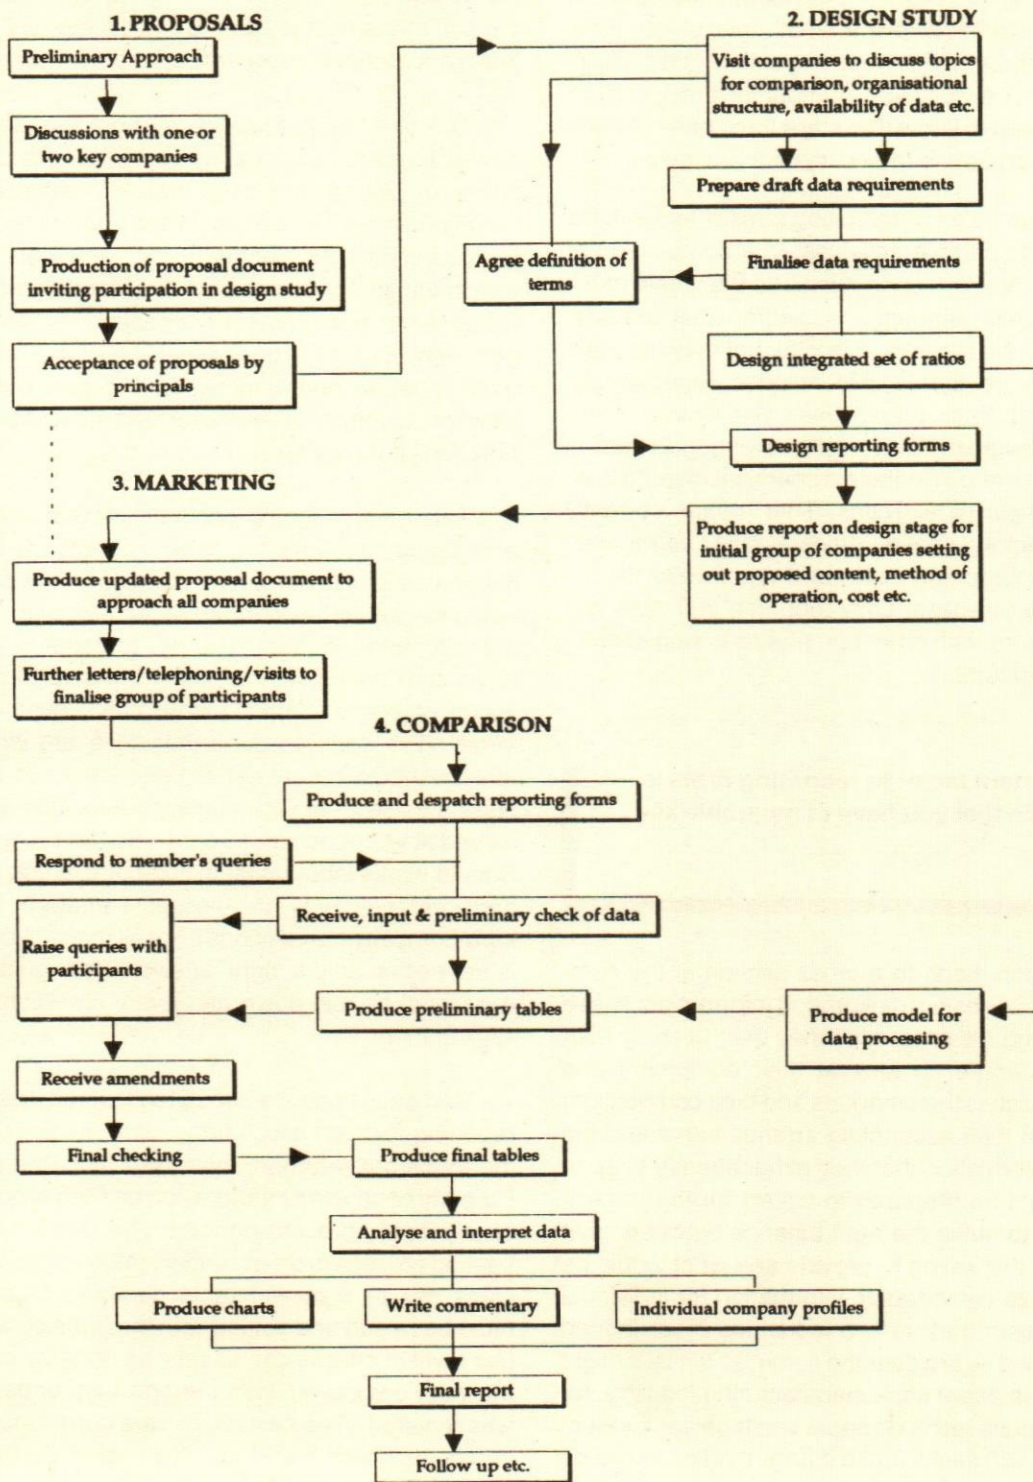 1. PROPOSALS
Preliminary Approach
Discussions with one or
two key companies
Production of proposal document
inviting participation in design study
Acceptance of proposals by
principals
2. DESIGN STUDY
Visit companies to discuss topics
for comparison, organisational
structure, availability of data etc.
Prepare draft data requirements
Agree definition of
terms
Finalise data requirements
Design integrated set of ratios
Design reporting forms
Produce report on design stage for
initial group of companies setting
out proposed content, method of
operation, cost etc.
3. MARKETING
Produce updated proposal document to
approach all companies
Further letters/telephoning/visits to
finalise group of participants
4. COMPARISON
Produce and despatch reporting forms
Respond to member's queries
Receive, input & preliminary check of data
Raise queries with
participants
Produce preliminary tables
Produce model for
data processing
Receive amendments
Final checking
Produce final tables
Analyse and interpret data
Produce charts
Write commentary
Individual company profiles
Final report
Follow up etc.